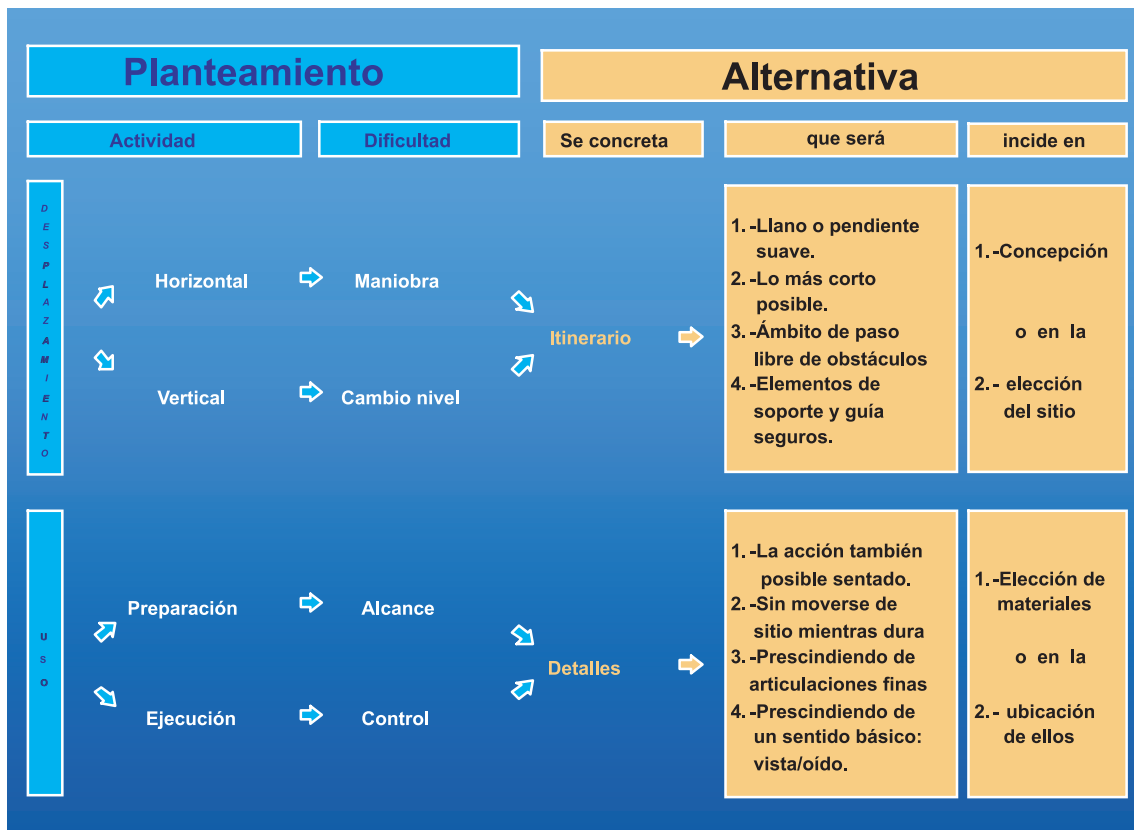 Planteamiento
Alternativa
Actividad
Dificultad
Se concreta
que será
incide en
DESPLAZAMIENTO
Horizontal
Maniobra
Vertical
Cambio nivel
Itinerario
1.-Llano o pendiente
suave.
2.-Lo más corto
posible.
3.-Ámbito de paso
libre de obstáculos
4.-Elementos de
soporte y guía
seguros.
1.-Concepción
o en la
2.- elección
del sitio
USO
Preparación
Alcance
Ejecución
Control
Detalles
1.-La acción también
posible sentado.
2.-Sin moverse de
sitio mientras dura
3.-Prescindiendo de
articulaciones finas
4.-Prescindiendo de
un sentido básico:
vista/oído.
1.-Elección de
materiales
o en la
2.- ubicación
de ellos